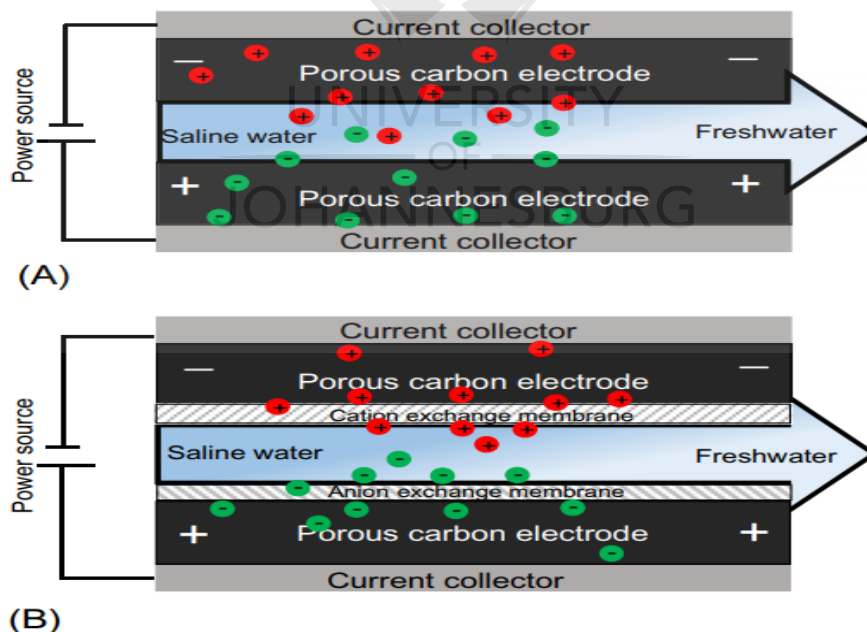 Current collector
Porous carbon electrode
UNIVERSITY
Saline water
Freshwater
OF
Porous carbon electrode
JOHANNESBURG
Current collector
Power source
(A)
Current collector
Porous carbon electrode
Cation exchange membrane
Saline water
Freshwater
Anion exchange membrane
Porous carbon electrode
Current collector
Power source
(B)